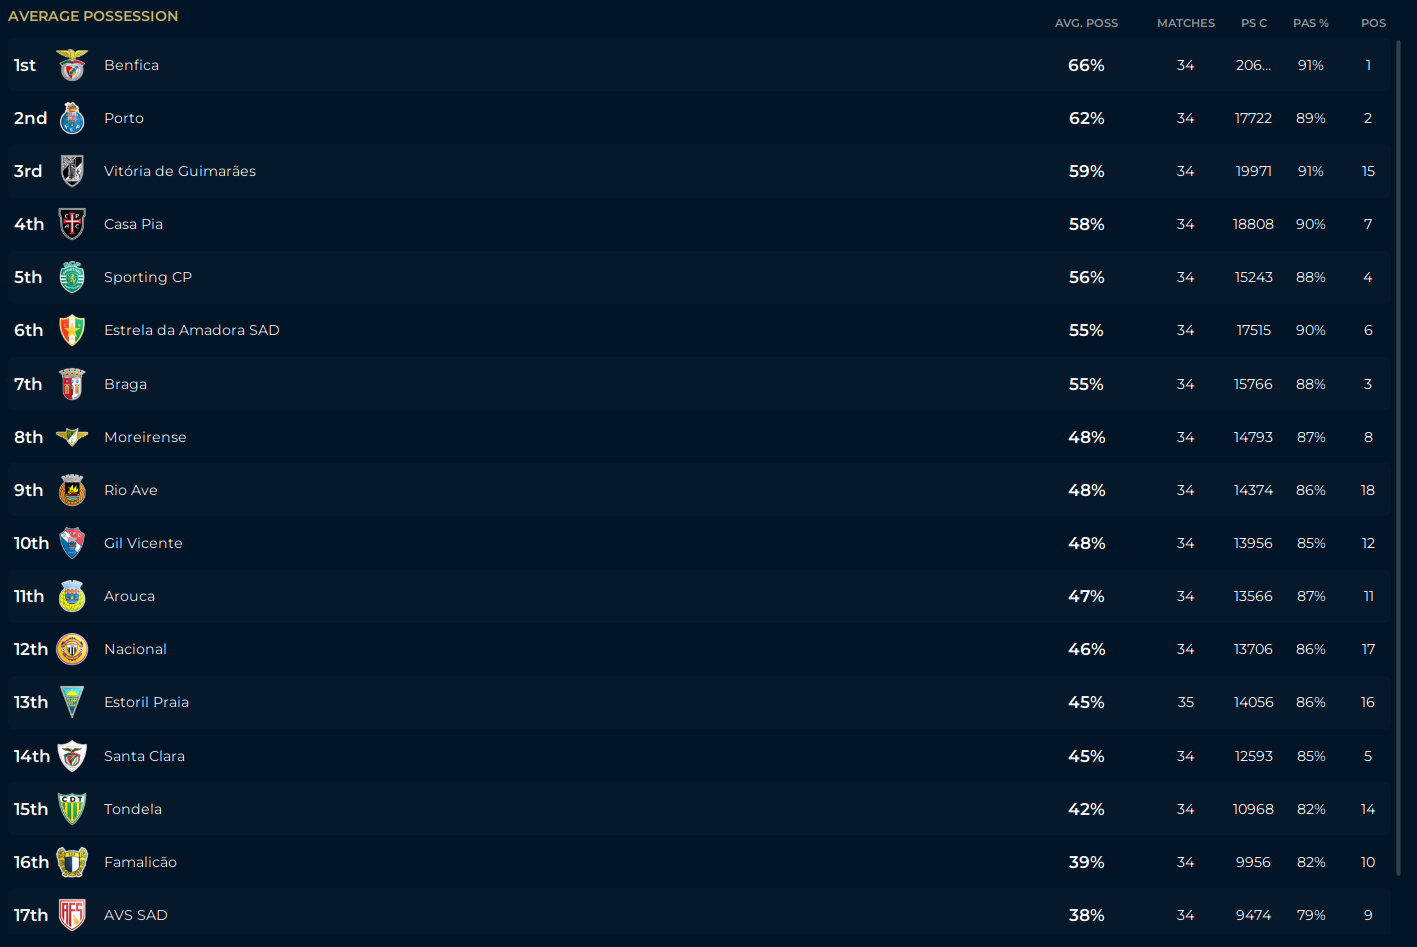 AVERAGE POSSESSION
AVG. POSS MATCHES PS C PAS % POS
1st Benfica 66% 34 206... 91% 1
2nd Porto 62% 34 17722 89% 2
3rd Vitória de Guimarães 59% 34 19971 91% 15
4th Casa Pia 58% 34 18808 90% 7
5th Sporting CP 56% 34 15243 88% 4
6th Estrela da Amadora SAD 55% 34 17515 90% 6
7th Braga 55% 34 15766 88% 3
8th Moreirense 48% 34 14793 87% 8
9th Rio Ave 48% 34 14374 86% 18
10th Gil Vicente 48% 34 13956 85% 12
11th Arouca 47% 34 13566 87% 11
12th Nacional 46% 34 13706 86% 17
13th Estoril Praia 45% 35 14056 86% 16
14th Santa Clara 45% 34 12593 85% 5
15th Tondela 42% 34 10968 82% 14
16th Famalicão 39% 34 9956 82% 10
17th AVS SAD 38% 34 9474 79% 9